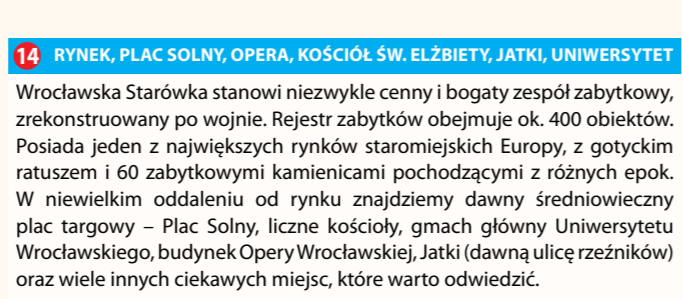 14 RYNEK, PLAC SOLNY, OPERA, KOŚCIÓŁ ŚW. ELŻBIETY, JATKI, UNIWERSYTET
Wrocławska Starówka stanowi niezwykle cenny i bogaty zespół zabytkowy,
zrekonstruowany po wojnie. Rejestr zabytków obejmuje ok. 400 obiektów.
Posiada jeden z największych rynków staromiejskich Europy, z gotyckim
ratuszem i 60 zabytkowymi kamienicami pochodzącymi z różnych epok.
W niewielkim oddaleniu od rynku znajdziemy dawny średniowieczny
plac targowy – Plac Solny, liczne kościoły, gmach główny Uniwersytetu
Wrocławskiego, budynek Opery Wrocławskiej, Jatki (dawną ulicę rzeźników)
oraz wiele innych ciekawych miejsc, które warto odwiedzić.